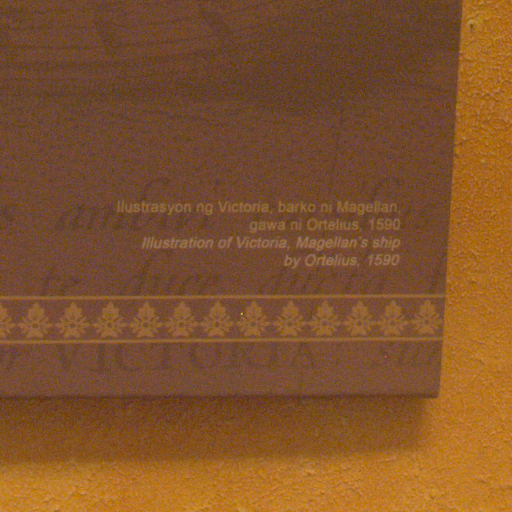 Ilustrasyon ng Victoria, barko ni Magellan,
gawa ni Ortelius, 1590
Illustration of Victoria, Magellan's ship
by Ortelius, 1590
VICTORIA